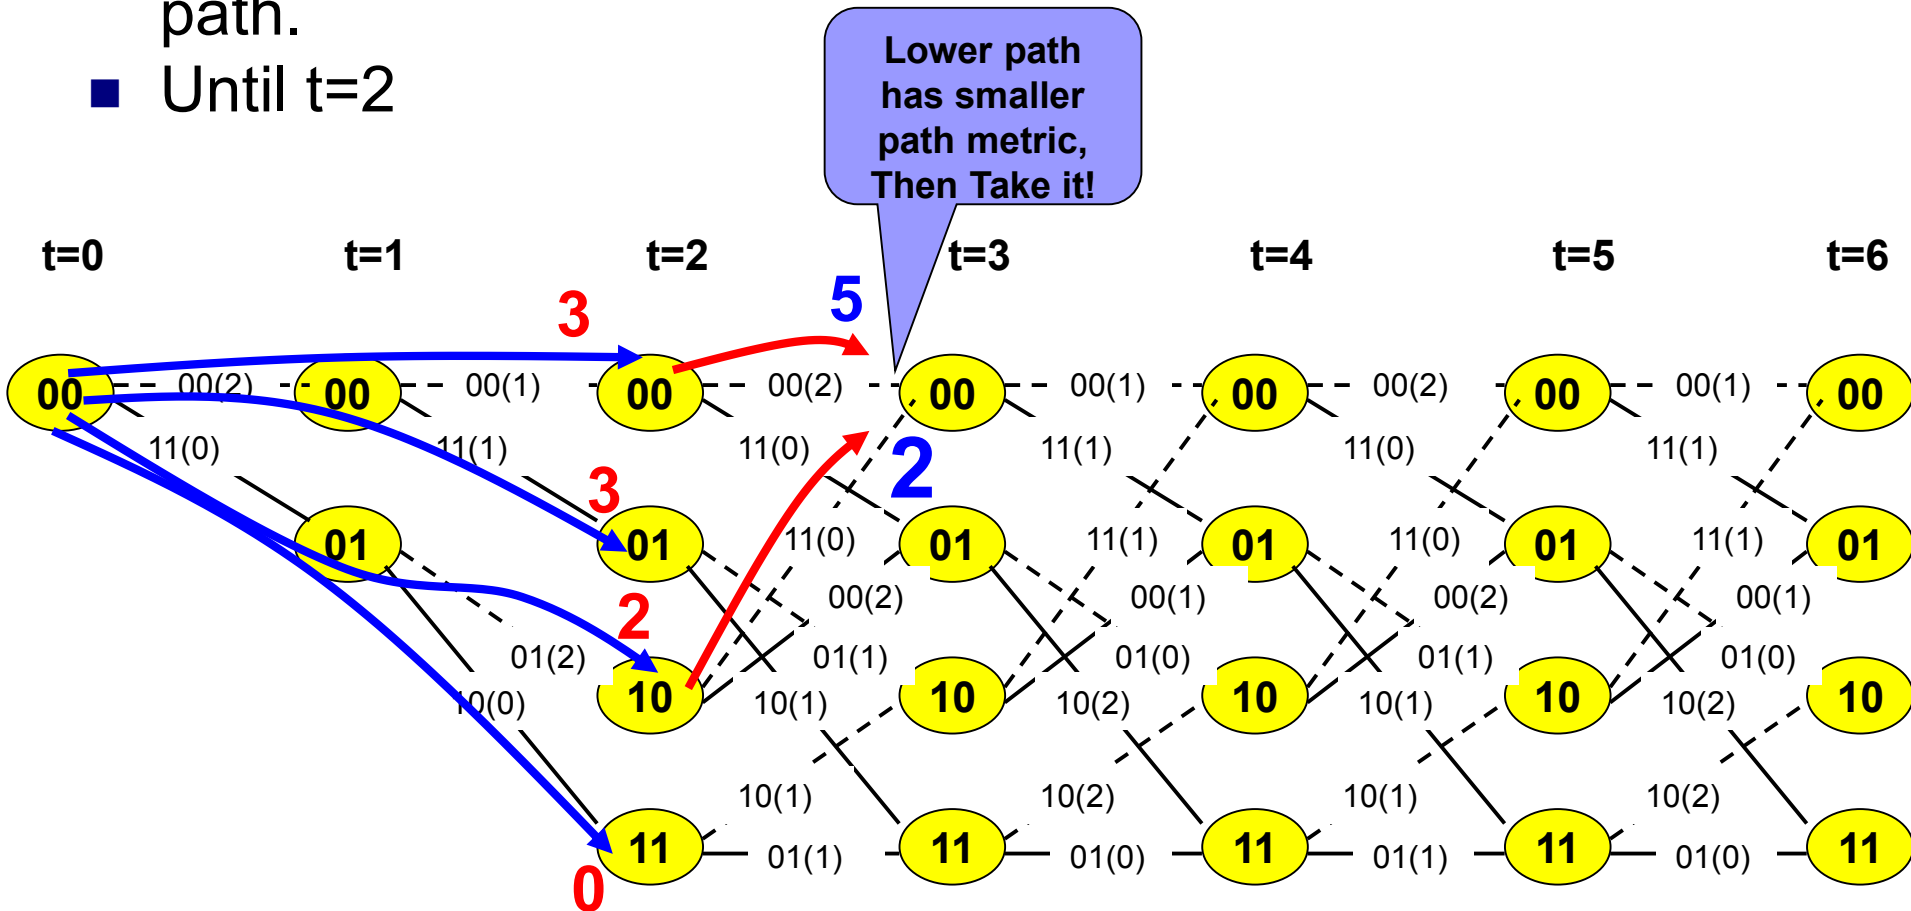 path.
■ Until t=2
Lower path
has smaller
path metric,
Then Take it!
t=0 t=1 t=2 t=3 t=4 t=5 t=6
3 5
00 00(2) 00 00(1) 00 00(2) 00 00(1) 00 00(2) 00 00(1) 00
11(0) 11(1) 11(0) 2 11(1) 11(0) 11(1)
3
01 01 01 01 01 01
11(0) 11(1) 11(0) 11(1)
2 00(2) 00(1) 00(2) 00(1)
01(2) 01(1) 01(0) 01(1) 01(0)
10 10 10 10 10
10(0) 10(1) 10(2) 10(1) 10(2)
10(1) 10(2) 10(1) 10(2)
11 01(1) 11 01(0) 11 01(1) 11 01(0) 11
0